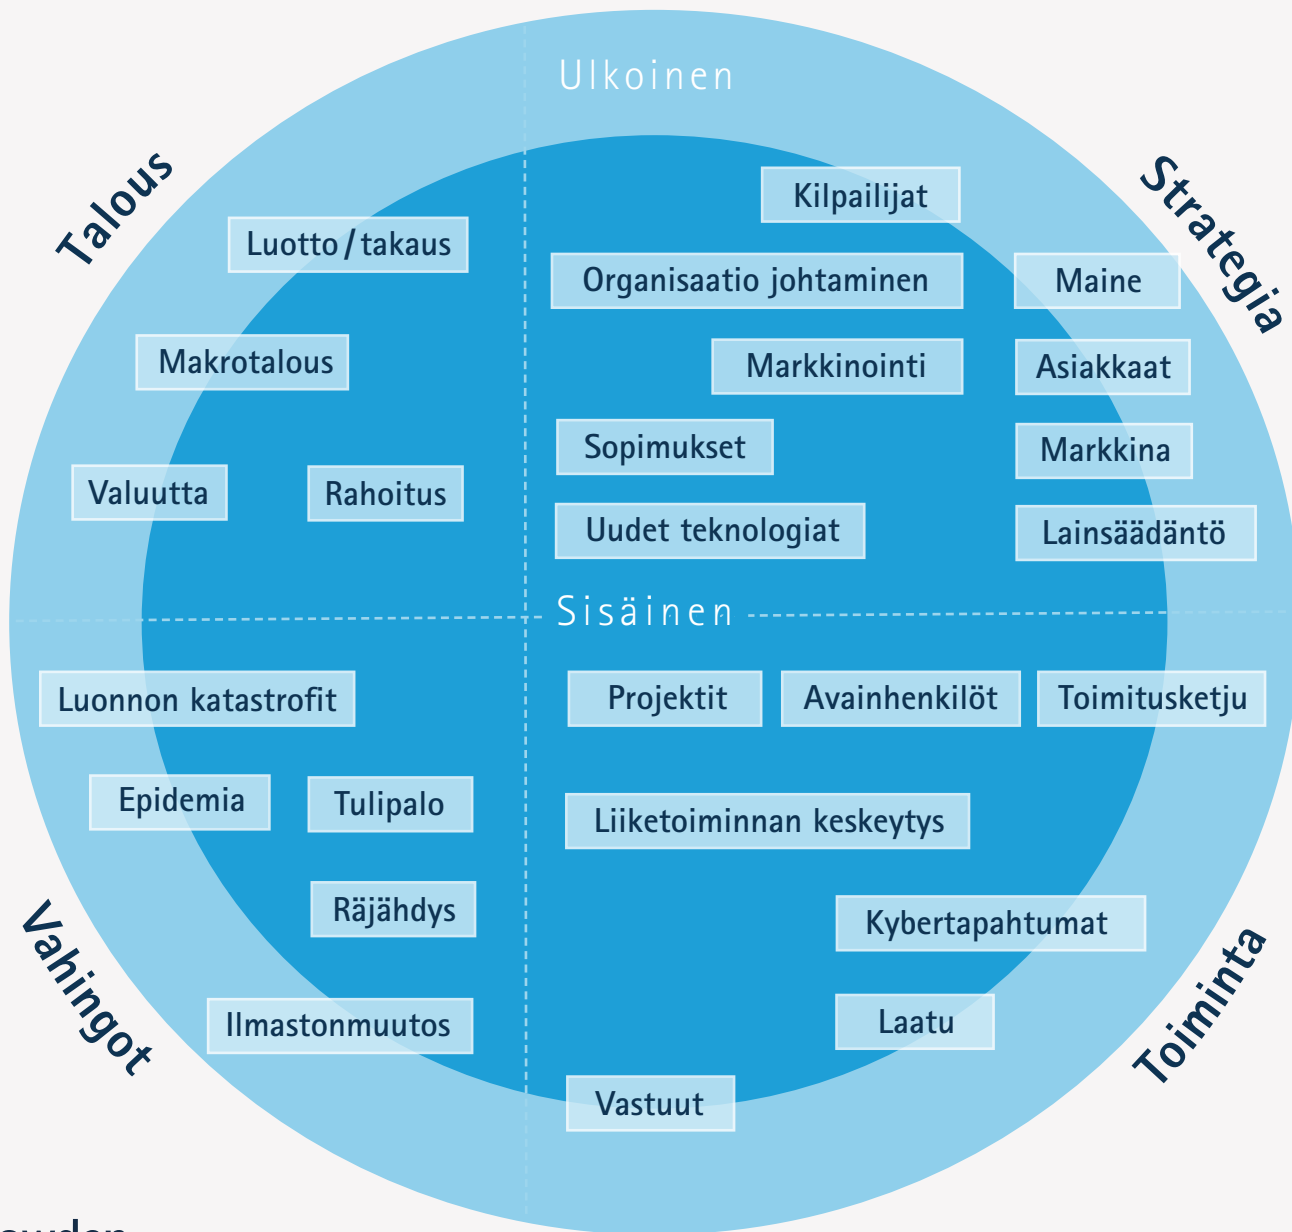 Ulkoinen
Talous
Strategia
Kilpailijat
Luotto / takaus
Organisaatio johtaminen
Maine
Makrotalous
Markkinointi
Asiakkaat
Sopimukset
Markkina
Valuutta
Rahoitus
Uudet teknologiat
Lainsäädäntö
Sisäinen
Luonnon katastrofit
Projektit
Avainhenkilöt
Toimitusketju
Epidemia
Tulipalo
Liiketoiminnan keskeytys
Räjähdys
Kybertapahtumat
Vahingot
Toiminta
Ilmastonmuutos
Laatu
Vastuut